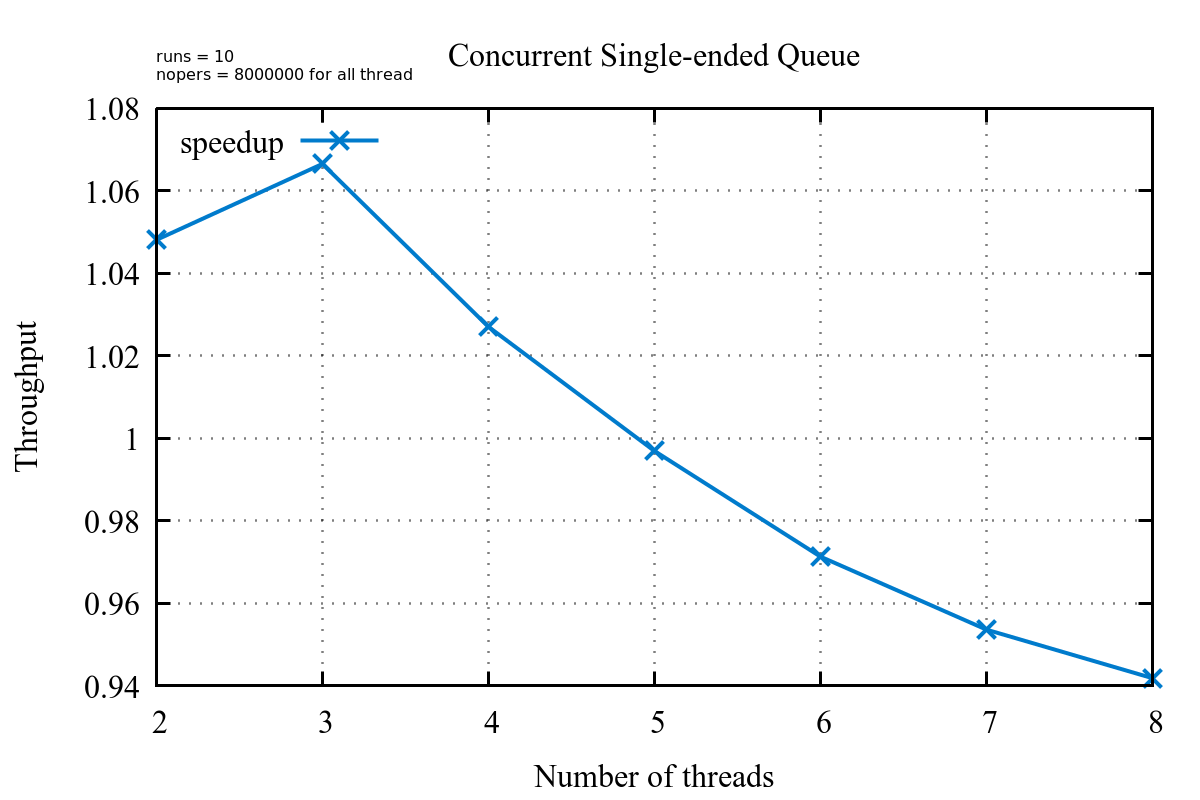 runs = 10
nopers = 8000000 for all thread
Concurrent Single-ended Queue
speedup
1.08
1.06
1.04
1.02
1
0.98
0.96
0.94
Throughput
2 3 4 5 6 7 8
Number of threads